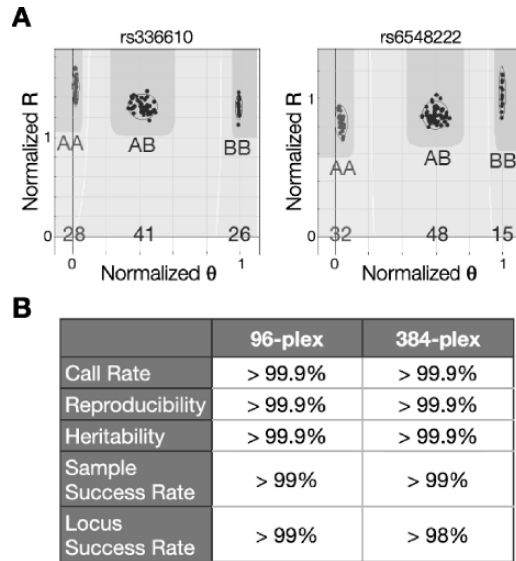 A
rs336610
rs6548222
Normalized R
1
0
AA
AB
BB
28
41
26
0
1
Normalized θ
Normalized R
1
0
AA
AB
BB
32
48
15
0
1
Normalized θ
B
96-plex 384-plex
Call Rate > 99.9% > 99.9%
Reproducibility > 99.9% > 99.9%
Heritability > 99.9% > 99.9%
Sample
Success Rate > 99% > 99%
Locus
Success Rate > 99% > 98%